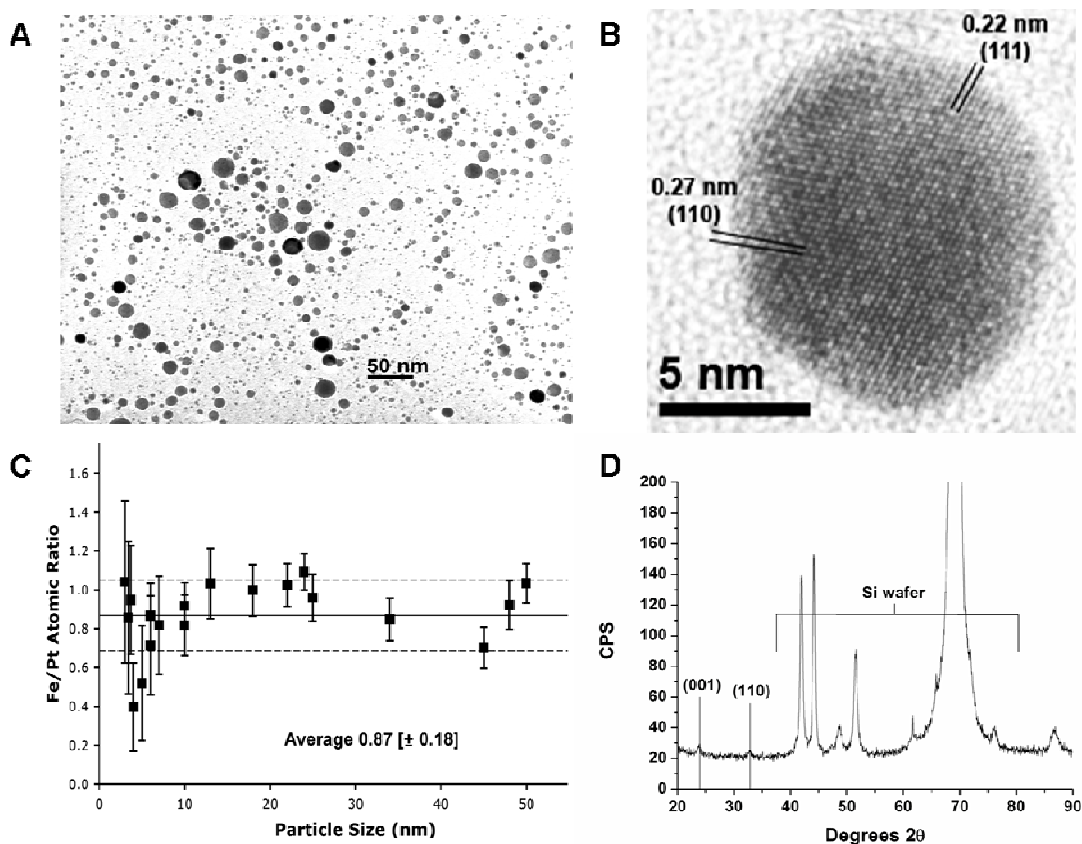 A
50 nm
B
0.22 nm
(111)
0.27 nm
(110)
5 nm
C
Fe/Pt Atomic Ratio
1.6
1.4
1.2
1.0
0.8
0.6
0.4
0.2
0.0
Average 0.87 [± 0.18]
0 10 20 30 40 50
Particle Size (nm)
D
CPS
200
180
160
140
120
100
80
60
40
20
0
Si wafer
(001)
(110)
20 30 40 50 60 70 80 90
Degrees 2θ